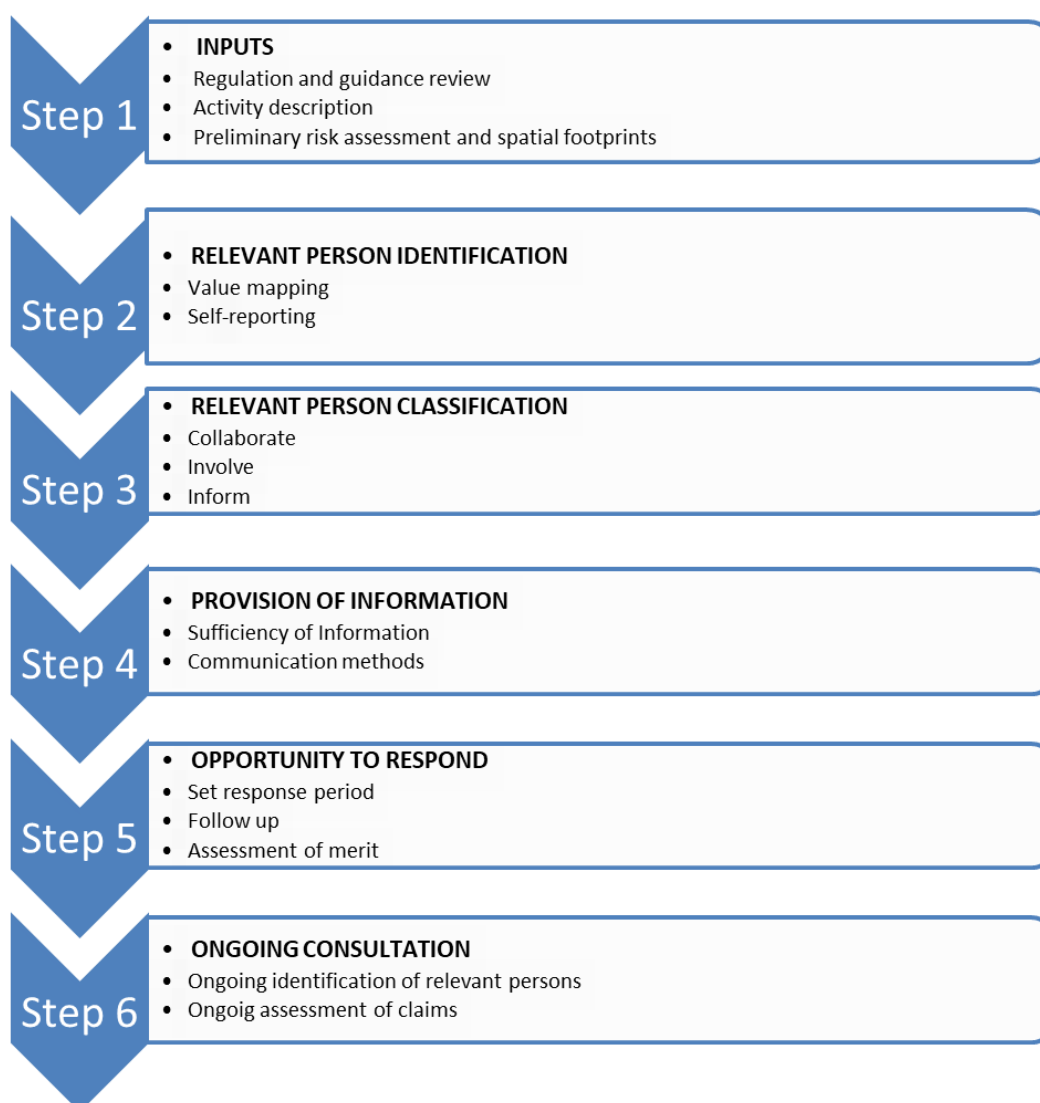 Step 1
• INPUTS
• Regulation and guidance review
• Activity description
• Preliminary risk assessment and spatial footprints
Step 2
• RELEVANT PERSON IDENTIFICATION
• Value mapping
• Self-reporting
Step 3
• RELEVANT PERSON CLASSIFICATION
• Collaborate
• Involve
• Inform
Step 4
• PROVISION OF INFORMATION
• Sufficiency of Information
• Communication methods
Step 5
• OPPORTUNITY TO RESPOND
• Set response period
• Follow up
• Assessment of merit
Step 6
• ONGOING CONSULTATION
• Ongoing identification of relevant persons
• Ongoig assessment of claims